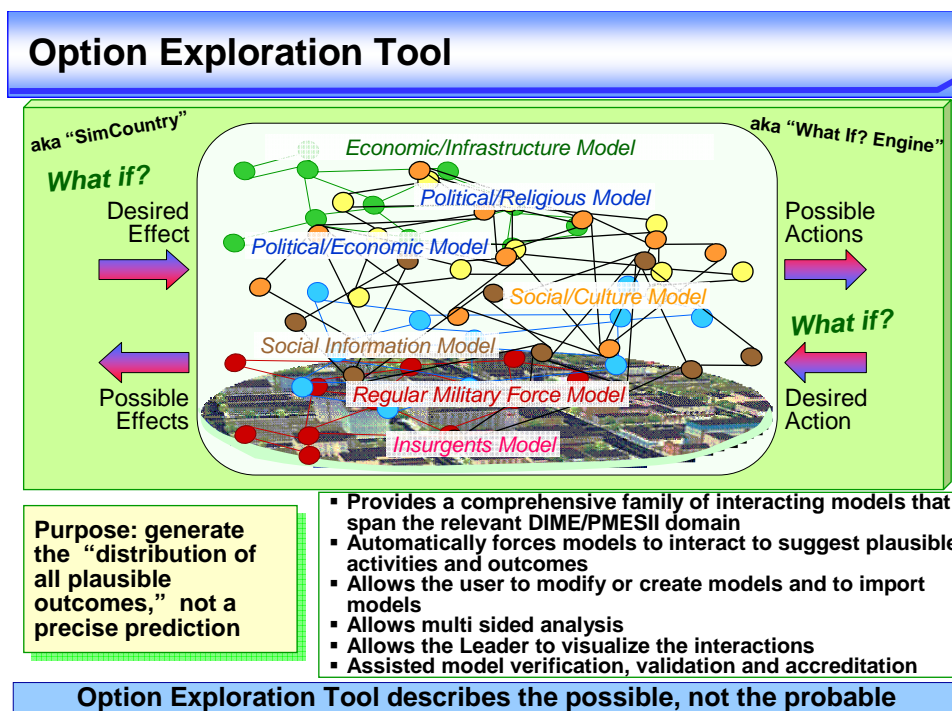 Option Exploration Tool
aka “SimCountry”
aka “What If? Engine”
What if?
Desired
Effect
Possible
Effects
Economic/Infrastructure Model
Political/Religious Model
Political/Economic Model
Social/Culture Model
Social Information Model
Regular Military Force Model
Insurgents Model
Possible
Actions
What if?
Desired
Action
Purpose: generate
the “distribution of
all plausible
outcomes,” not a
precise prediction
▪ Provides a comprehensive family of interacting models that
span the relevant DIME/PMESII domain
▪ Automatically forces models to interact to suggest plausible
activities and outcomes
▪ Allows the user to modify or create models and to import
models
▪ Allows multi sided analysis
▪ Allows the Leader to visualize the interactions
▪ Assisted model verification, validation and accreditation
Option Exploration Tool describes the possible, not the probable